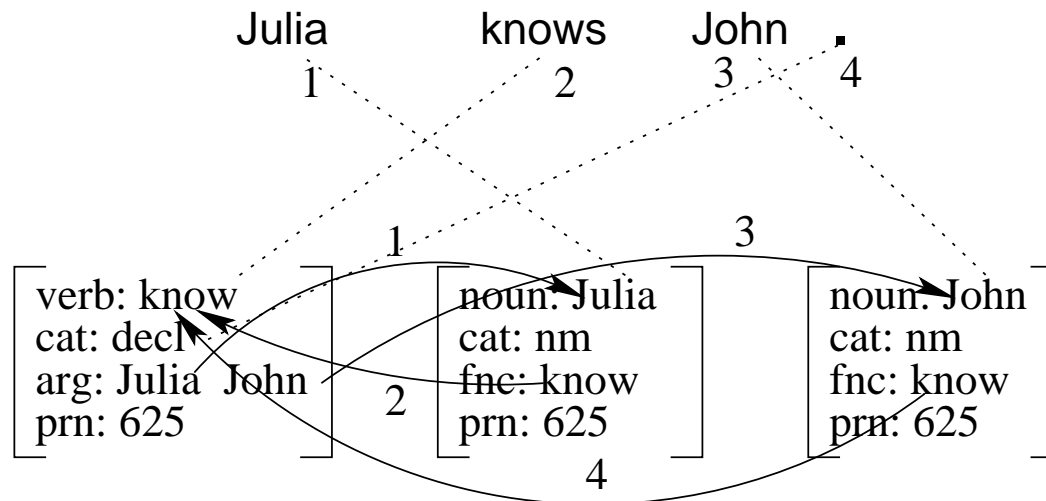 Julia knows John .
1 2 3 4
1 3
verb: know
cat: decl
arg: Julia John
prn: 625
2
noun: Julia
cat: nm
fnc: know
prn: 625
noun: John
cat: nm
fnc: know
prn: 625
4